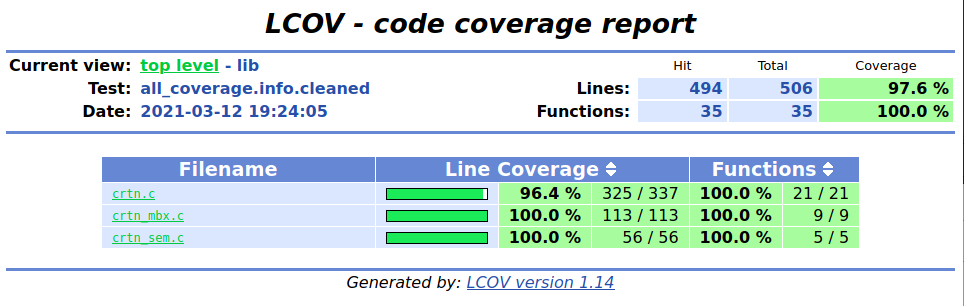 LCOV - code coverage report
Current view: top level - lib Hit Total Coverage
Test: all_coverage.info.cleaned Lines: 494 506 97.6 %
Date: 2021-03-12 19:24:05 Functions: 35 35 100.0 %
Filename Line Coverage Functions
crtn.c 96.4 % 325 / 337 100.0 % 21 / 21
crtn_mbx.c 100.0 % 113 / 113 100.0 % 9 / 9
crtn_sem.c 100.0 % 56 / 56 100.0 % 5 / 5
Generated by: LCOV version 1.14